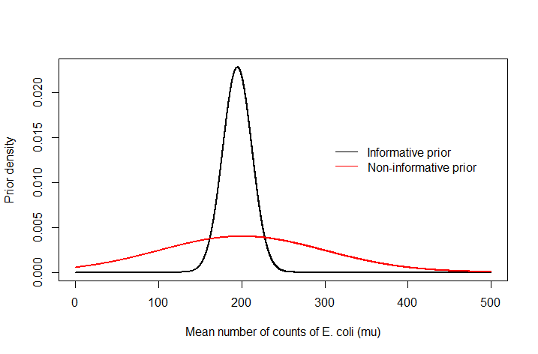 0.020
0.015
0.010
0.005
0.000
Prior density
Informative prior
Non-informative prior
0 100 200 300 400 500
Mean number of counts of E. coli (mu)